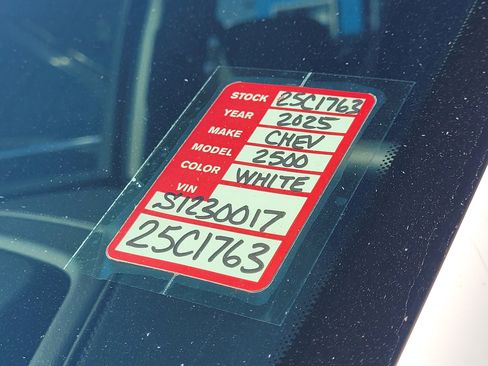 STOCK 25C1763
YEAR 2025
MAKE CHEV
MODEL 2500
COLOR WHITE
VIN
S1230017
25C1763